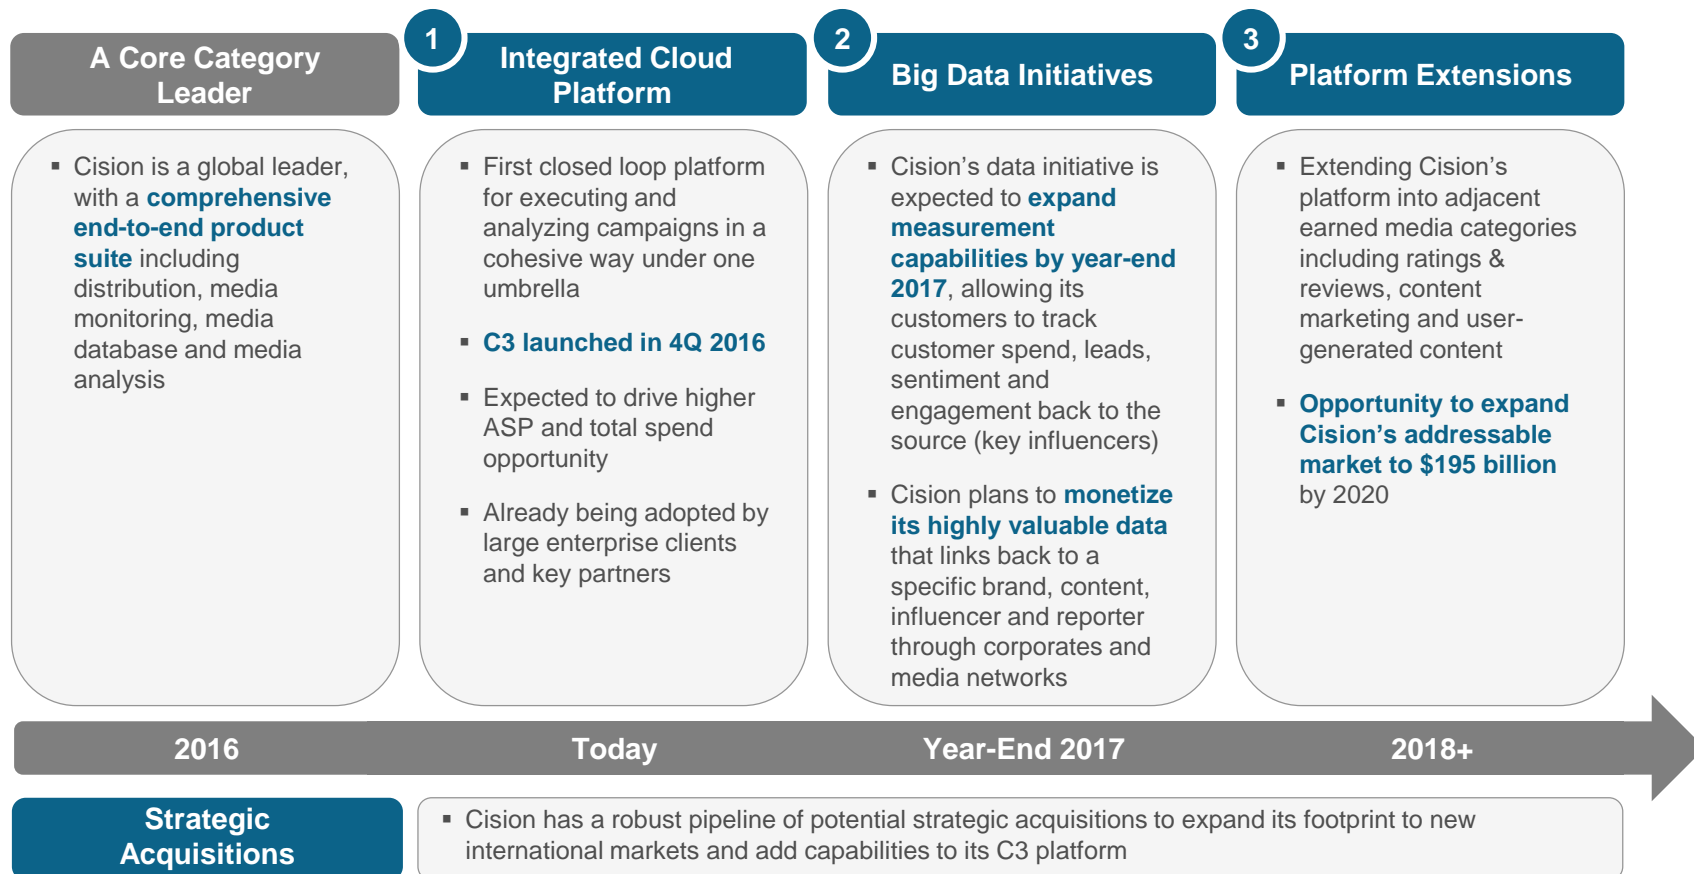 A Core Category
Leader
▪ Cision is a global leader,
with a comprehensive
end-to-end product
suite including
distribution, media
monitoring, media
database and media
analysis
1
Integrated Cloud
Platform
▪ First closed loop platform
for executing and
analyzing campaigns in a
cohesive way under one
umbrella
▪ C3 launched in 4Q 2016
▪ Expected to drive higher
ASP and total spend
opportunity
▪ Already being adopted by
large enterprise clients
and key partners
2
Big Data Initiatives
▪ Cision’s data initiative is
expected to expand
measurement
capabilities by year-end
2017, allowing its
customers to track
customer spend, leads,
sentiment and
engagement back to the
source (key influencers)
▪ Cision plans to monetize
its highly valuable data
that links back to a
specific brand, content,
influencer and reporter
through corporates and
media networks
3
Platform Extensions
▪ Extending Cision’s
platform into adjacent
earned media categories
including ratings &
reviews, content
marketing and user-
generated content
▪ Opportunity to expand
Cision’s addressable
market to $195 billion
by 2020
2016
Today
Year-End 2017
2018+
Strategic
Acquisitions
▪ Cision has a robust pipeline of potential strategic acquisitions to expand its footprint to new
international markets and add capabilities to its C3 platform